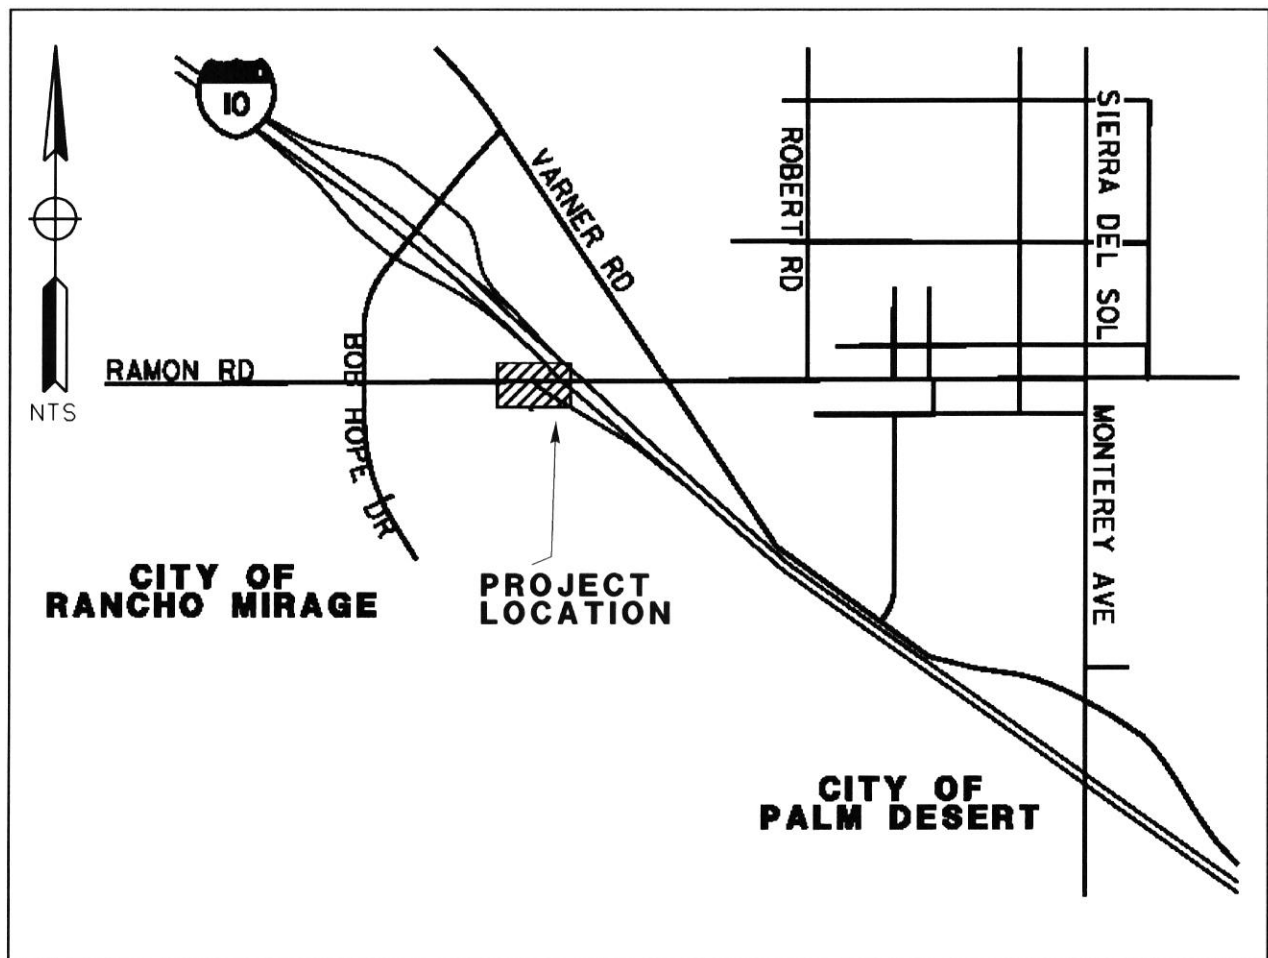 10
VARNER RD
ROBERT RD
SIERRA DEL SOL
RAMON RD
BOB HOPE DR
NTS
MONTEREY AVE
CITY OF
RANCHO MIRAGE
PROJECT
LOCATION
CITY OF
PALM DESERT